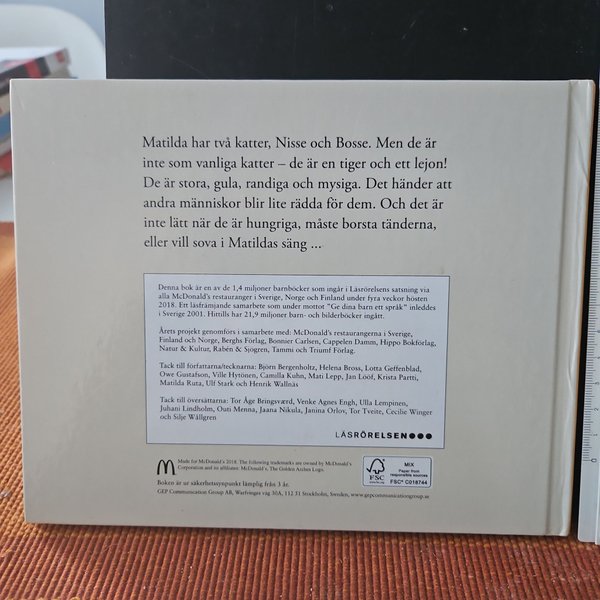 Matilda har två katter, Nisse och Bosse. Men de är
inte som vanliga katter – de är en tiger och ett lejon!
De är stora, gula, randiga och mysiga. Det händer att
andra människor blir lite rädda för dem. Och det är
inte lätt när de är hungriga, måste borsta tänderna,
eller vill sova i Matildas säng ...
Denna bok är en av de 1,4 miljoner barnböcker som ingår i Läsrörelsens satsning via
alla McDonald's restauranger i Sverige, Norge och Finland under fyra veckor hösten
2018. Ett läsfrämjande samarbete som under mottot "Ge dina barn ett språk" inleddes
i Sverige 2001. Hittills har 21,9 miljoner barn- och bilderböcker ingått.
Årets projekt genomförs i samarbete med: McDonald's restaurangerna i Sverige,
Finland och Norge, Berghs Förlag, Bonnier Carlsen, Cappelen Damm, Hippo Bokförlag,
Natur & Kultur, Rabén & Sjögren, Tammi och Triumf Förlag.
Tack till författarna/tecknarna: Björn Bergenholtz, Helena Bross, Lotta Geffenblad,
Owe Gustafson, Ville Hytönen, Camilla Kuhn, Mati Lepp, Jan Lööf, Krista Partti,
Matilda Ruta, Ulf Stark och Henrik Wallnäs
Tack till översättarna: Tor Åge Bringsværd, Venke Agnes Engh, Ulla Lempinen,
Juhani Lindholm, Outi Menna, Jaana Nikula, Janina Orlov, Tor Tveite, Cecilie Winger
och Silje Wållgren
LÄSRÖRELSEN
Made for McDonald's 2018. The following trademarks are owned by McDonald's
Corporation and its affiliates: McDonald's, The Golden Arches Logo.
Boken är ur säkerhetssynpunkt lämplig från 3 år.
GEP Communication Group AB, Warfvinges väg 30A, 112 51 Stockholm, Sweden, www.gepcommunicationgroup.se
FSC
www.fsc.org
MIX
Paper from
responsible sources
FSC® C018744
0
1
2
3
4
5